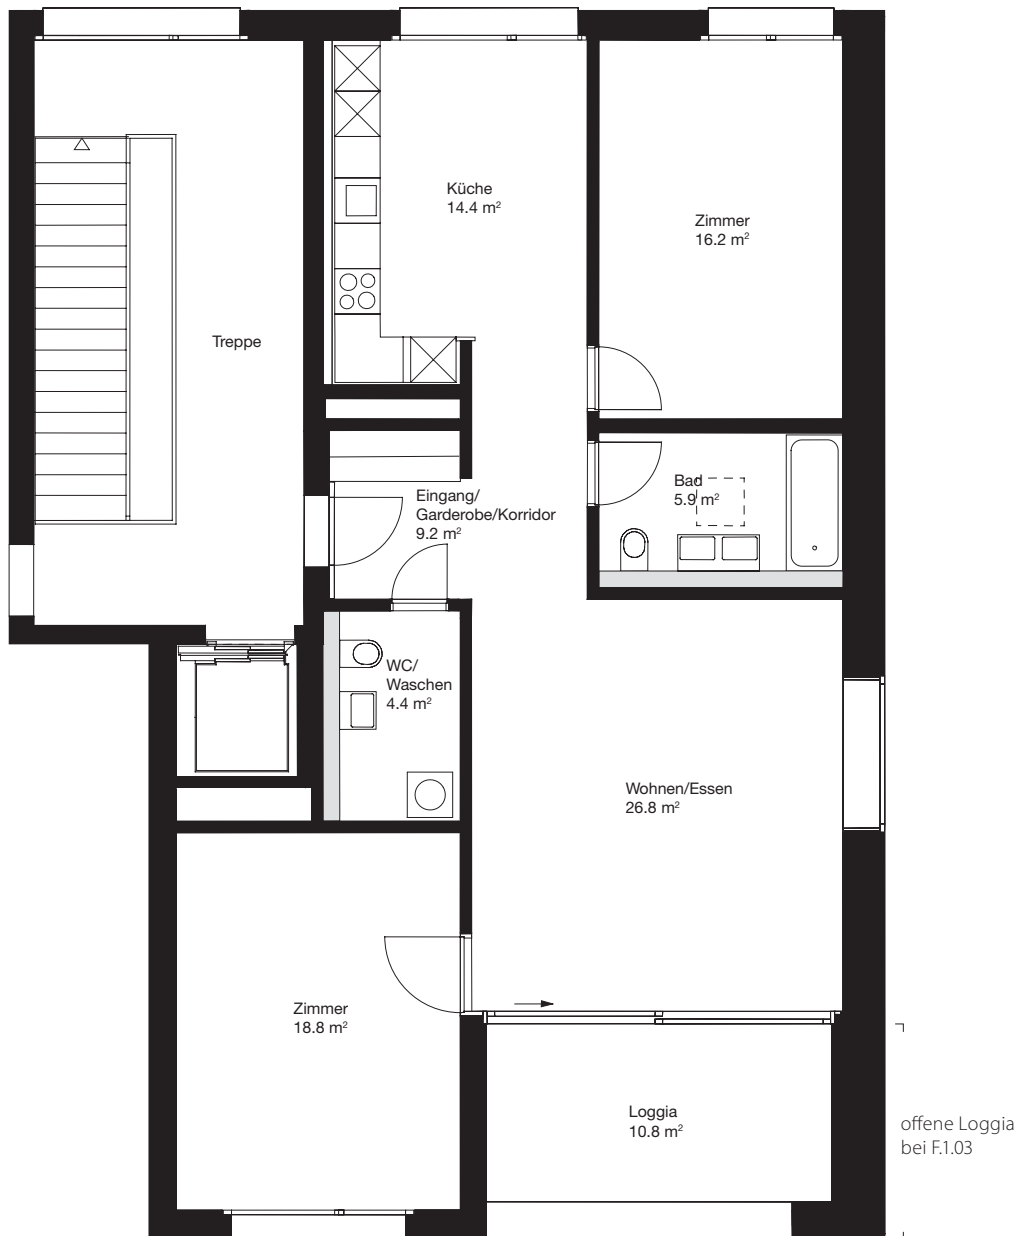 Küche
14.4 m²
Zimmer
16.2 m²
Treppe
Bad
5.9 m²
Eingang/
Garderobe/Korridor
9.2 m²
WC/
Waschen
4.4 m²
Wohnen/Essen
26.8 m²
Zimmer
18.8 m²
Loggia
10.8 m²
offene Loggia
bei F.1.03